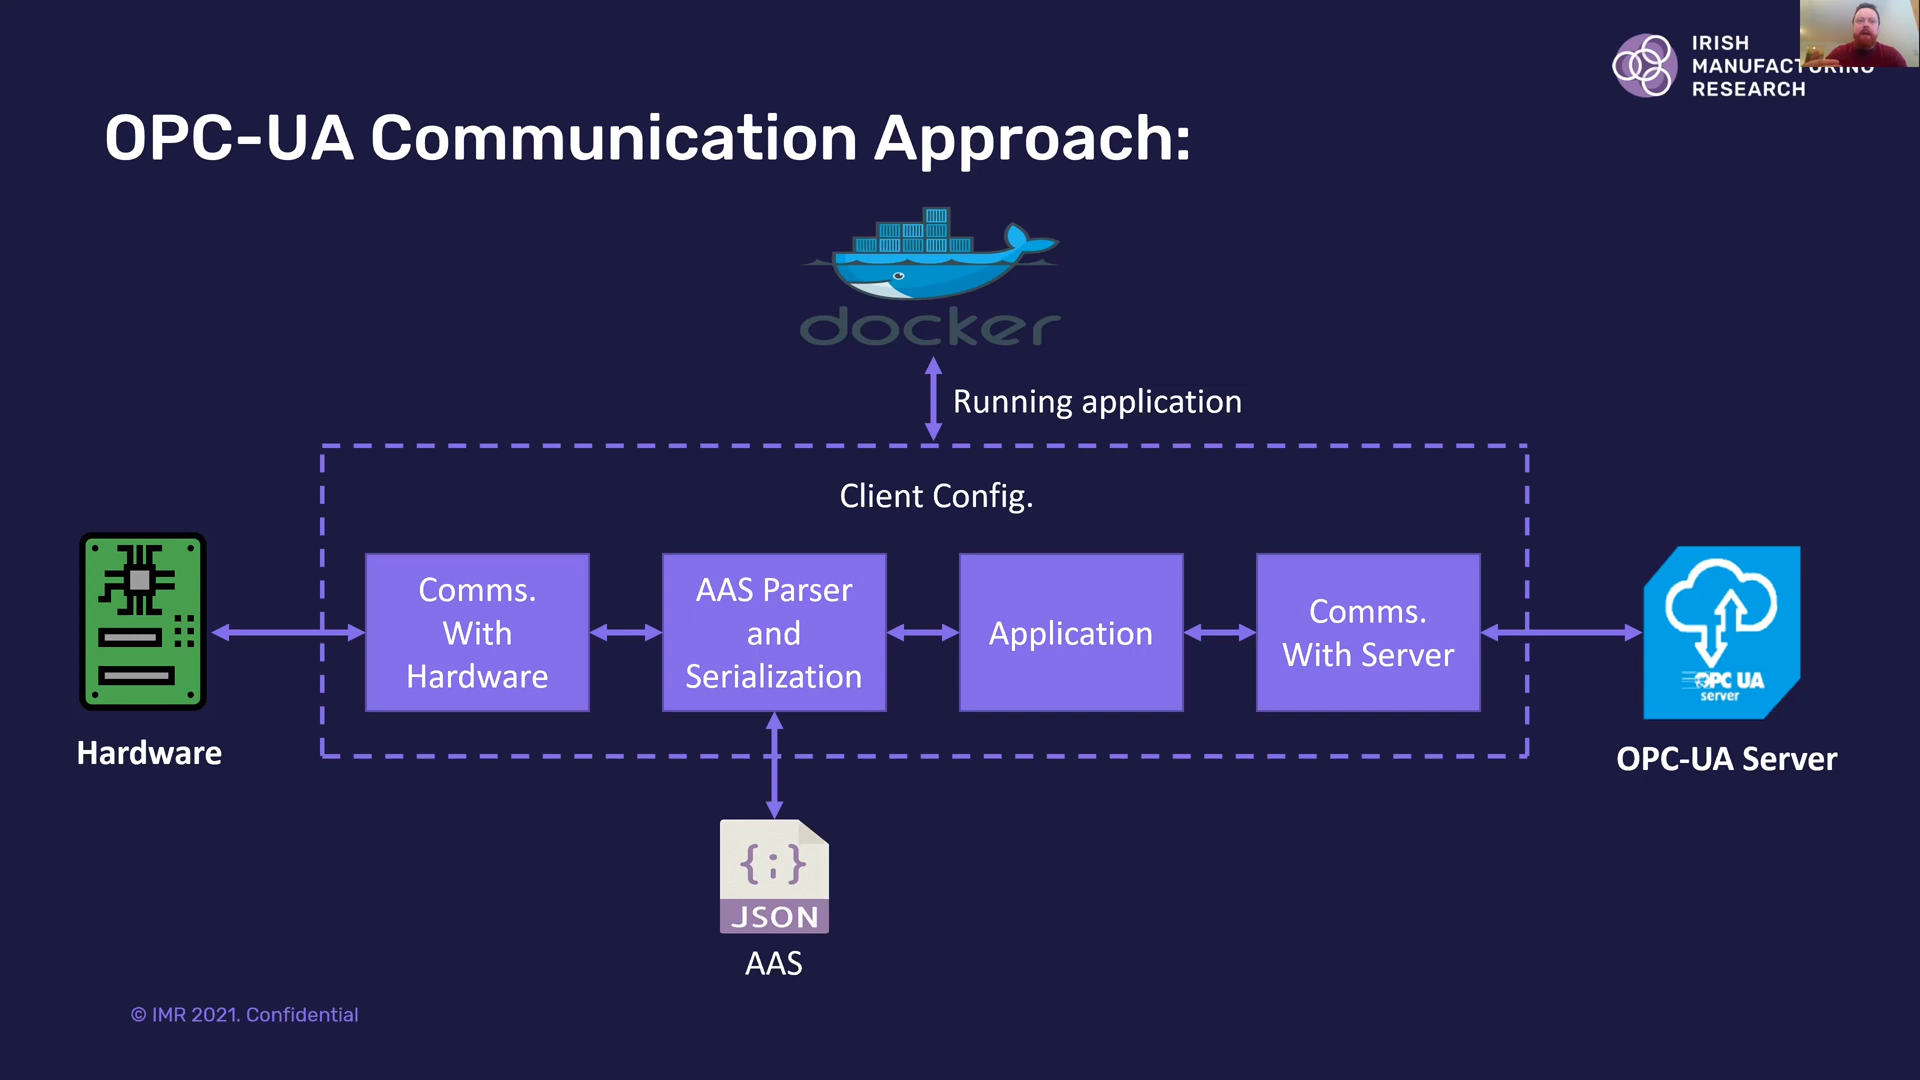 IRISH
MANUFACTURING
RESEARCH
OPC-UA Communication Approach:
docker
Running application
Client Config.
Comms.
With
Hardware
AAS Parser
and
Serialization
Application
Comms.
With Server
OPC UA
server
Hardware
OPC-UA Server
{;}
JSON
AAS
© IMR 2021. Confidential